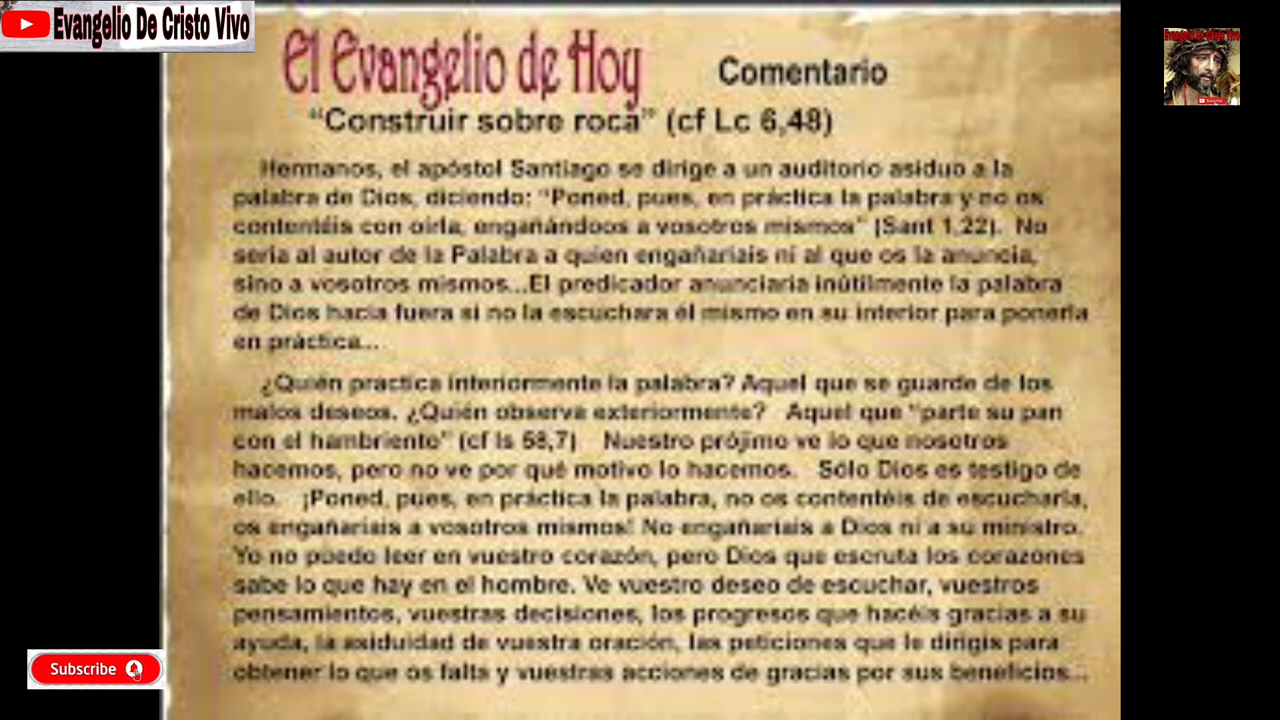 Evangelio De Cristo Vivo
El Evangelio de Hoy
Comentario
“Construir sobre roca” (cf Lc 6,48)
Hermanos, el apóstol Santiago se dirige a un auditorio asiduo a la
palabra de Dios, diciendo: “Poned, pues, en práctica la palabra y no os
contentéis con oirla, engañándoos a vosotros mismos” (Sant 1,22). No
seria al autor de la Palabra a quien engañariais ni al que os la anuncia,
sino a vosotros mismos...El predicador anunciaria inútilmente la palabra
de Dios hacia fuera si no la escuchara él mismo en su interior para ponerla
en práctica...
¿Quién practica interiormente la palabra? Aquel que se guarde de los
malos deseos. ¿Quién observa exteriormente? Aquel que “parte su pan
con el hambriento” (cf Is 58,7) Nuestro prójimo ve lo que nosotros
hacemos, pero no ve por qué motivo lo hacemos. Sólo Dios es testigo de
ello. ¡Poned, pues, en práctica la palabra, no os contentéis de escucharla,
os engañariais a vosotros mismos! No engañariais a Dios ni a su ministro.
Yo no puedo leer en vuestro corazón, pero Dios que escruta los corazones
sabe lo que hay en el hombre. Ve vuestro deseo de escuchar, vuestros
pensamientos, vuestras decisiones, los progresos que hacéis gracias a su
ayuda, la asiduidad de vuestra oración, las peticiones que le dirigis para
obtener lo que os falta y vuestras acciones de gracias por sus beneficios...
Subscribe